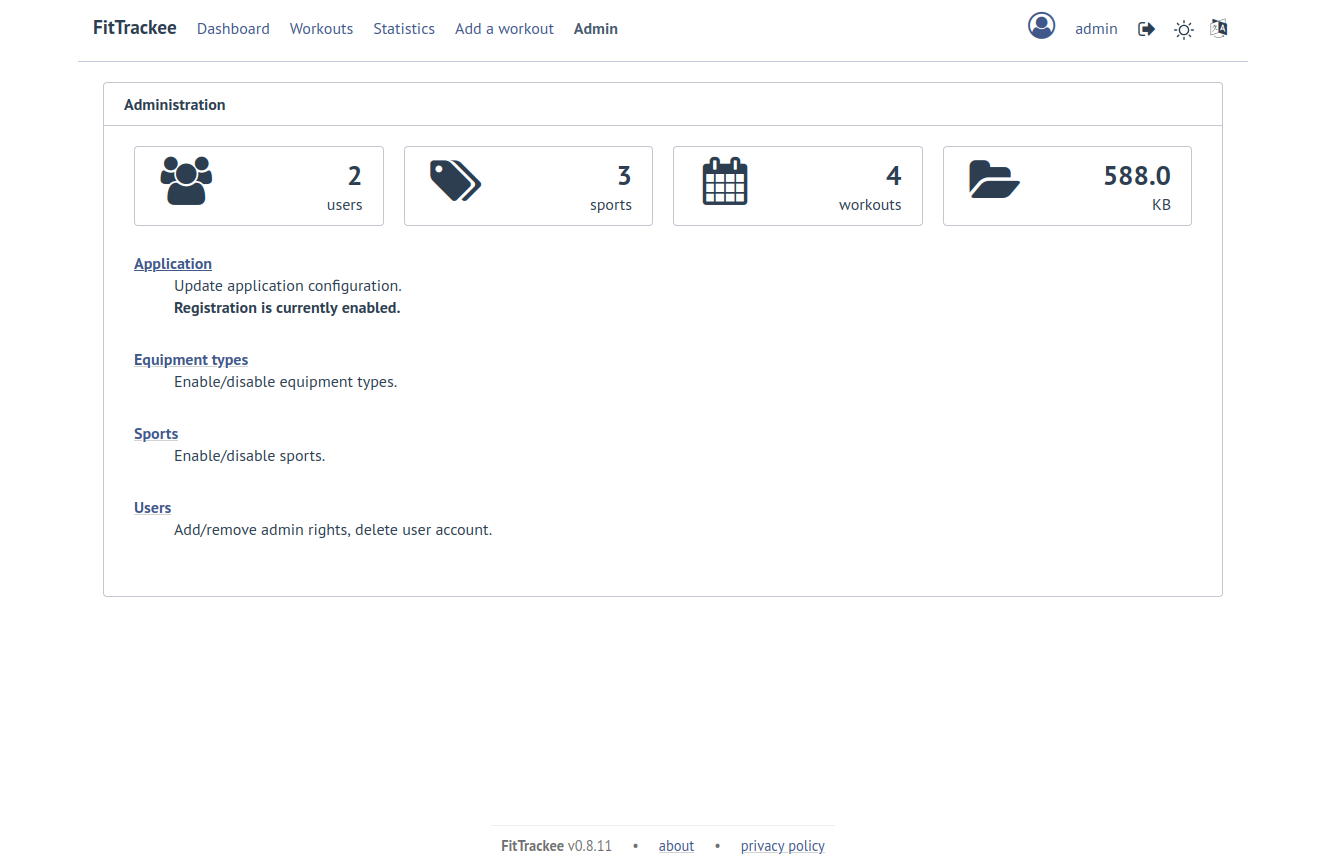 FitTrackee Dashboard Workouts Statistics Add a workout Admin admin
Administration
2
users
3
sports
4
workouts
588.0
KB
Application
Update application configuration.
Registration is currently enabled.
Equipment types
Enable/disable equipment types.
Sports
Enable/disable sports.
Users
Add/remove admin rights, delete user account.
FitTrackee v0.8.11 • about • privacy policy